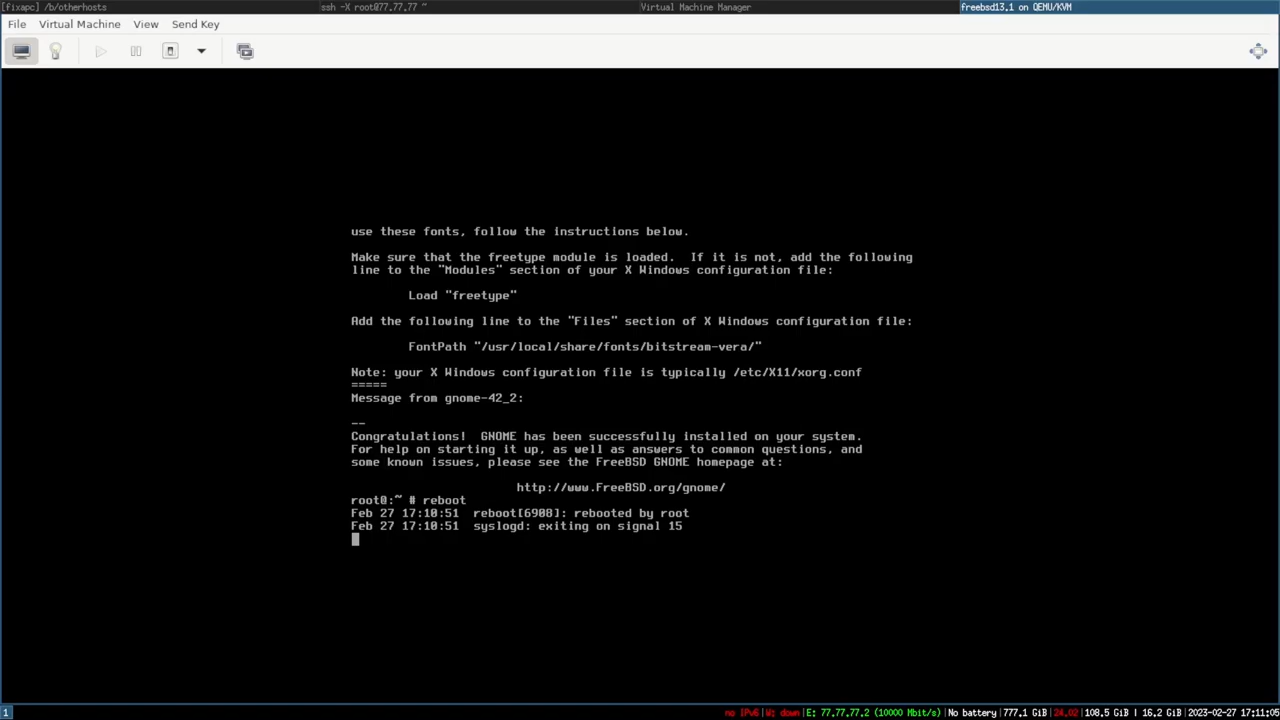 [fixapc] /b/otherhosts
ssh -X root@77.77.77 ~
Virtual Machine Manager
freebsd13.1 on QEMU/KVM
File Virtual Machine View Send Key
use these fonts, follow the instructions below.
Make sure that the freetype module is loaded.  If it is not, add the following
line to the "Modules" section of your X Windows configuration file:
Load "freetype"
Add the following line to the "Files" section of X Windows configuration file:
FontPath "/usr/local/share/fonts/bitstream-vera/"
Note: your X Windows configuration file is typically /etc/X11/xorg.conf
=====
Message from gnome-42_2:
--
Congratulations!  GNOME has been successfully installed on your system.
For help on starting it up, as well as answers to common questions, and
some known issues, please see the FreeBSD GNOME homepage at:
http://www.FreeBSD.org/gnome/
root@:~ # reboot
Feb 27 17:10:51  reboot[6908]: rebooted by root
Feb 27 17:10:51  syslogd: exiting on signal 15
1
no IPv6|W: down|E: 77.77.77.2 (10000 Mbit/s)|No battery|777.1 GiB|24.02|108.5 GiB | 16.2 GiB|2023-02-27 17:11:05